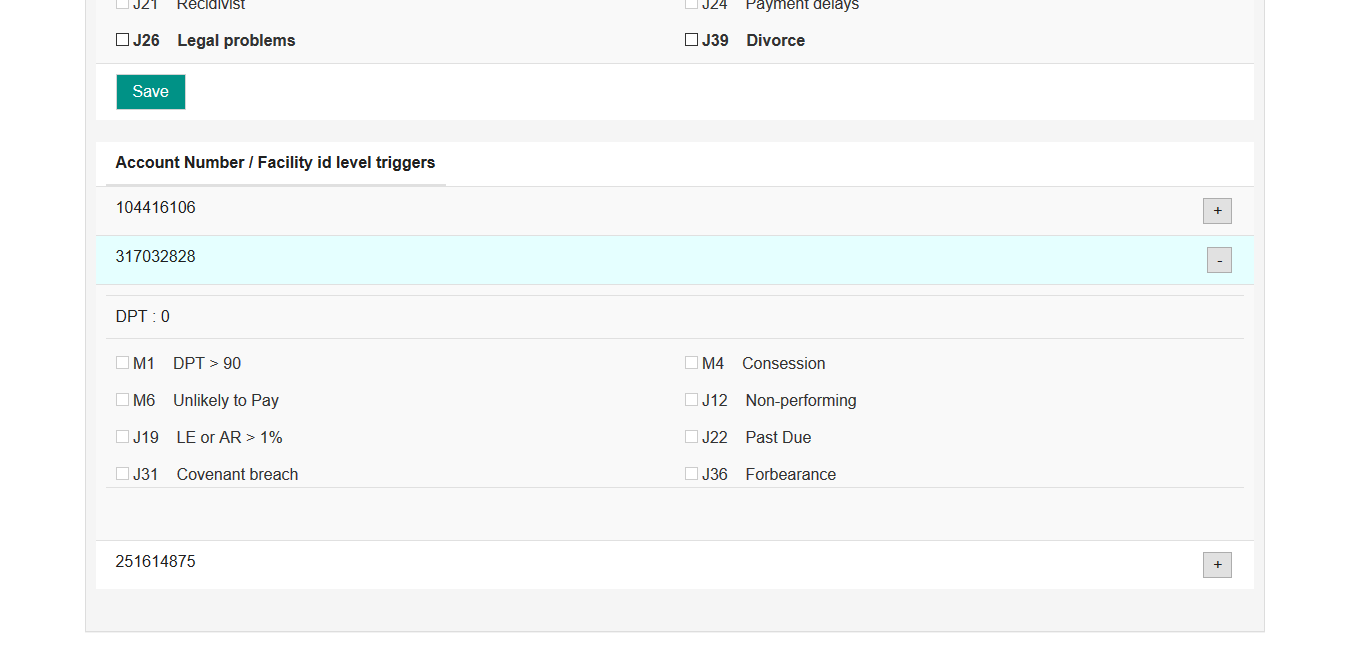 J21 Recidivist J24 Payment delays
J26 Legal problems J39 Divorce
Save
Account Number / Facility id level triggers
104416106 +
317032828 -
DPT : 0
M1 DPT > 90 M4 Consession
M6 Unlikely to Pay J12 Non-performing
J19 LE or AR > 1% J22 Past Due
J31 Covenant breach J36 Forbearance
251614875 +